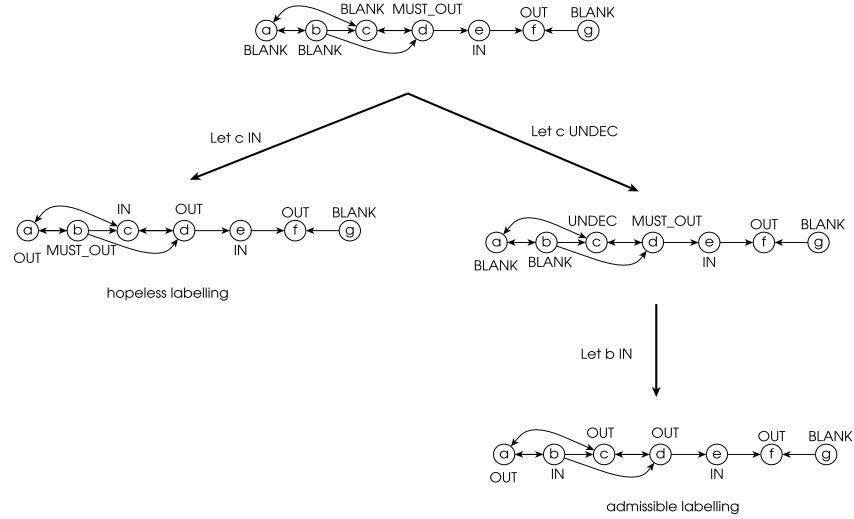 BLANK MUST_OUT OUT BLANK
a b c d e f g
BLANK BLANK IN
Let c IN
Let c UNDEC
IN OUT OUT BLANK
a b c d e f g
OUT MUST_OUT IN
hopeless labelling
UNDEC MUST_OUT OUT BLANK
a b c d e f g
BLANK BLANK IN
Let b IN
OUT OUT OUT BLANK
a b c d e f g
OUT IN IN
admissible labelling